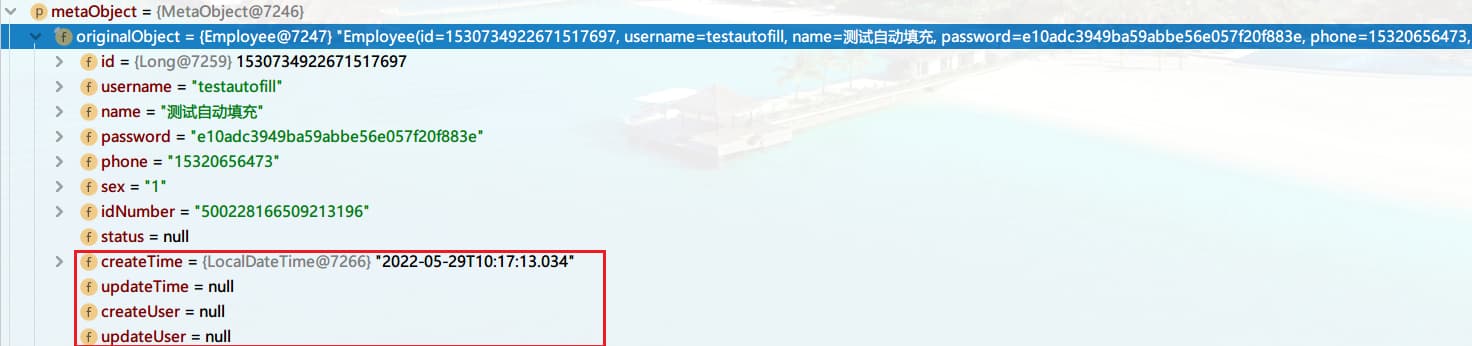 p metaObject = {MetaObject@7246}
f originalObject = {Employee@7247} "Employee(id=1530734922671517697, username=testautofill, name=测试自动填充, password=e10adc3949ba59abbe56e057f20f883e, phone=15320656473,
f id = {Long@7259} 1530734922671517697
f username = "testautofill"
f name = "测试自动填充"
f password = "e10adc3949ba59abbe56e057f20f883e"
f phone = "15320656473"
f sex = "1"
f idNumber = "500228166509213196"
f status = null
f createTime = {LocalDateTime@7266} "2022-05-29T10:17:13.034"
f updateTime = null
f createUser = null
f updateUser = null